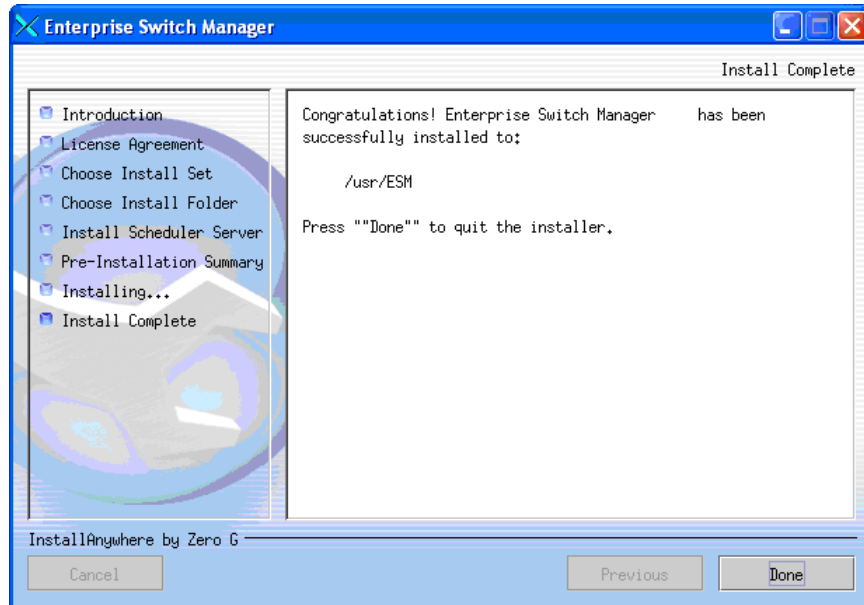 Enterprise Switch Manager
Install Complete
Introduction
License Agreement
Choose Install Set
Choose Install Folder
Install Scheduler Server
Pre-Installation Summary
Installing...
Install Complete
Congratulations! Enterprise Switch Manager has been
successfully installed to:
/usr/ESM
Press ""Done"" to quit the installer.
InstallAnywhere by Zero G
Cancel
Previous
Done